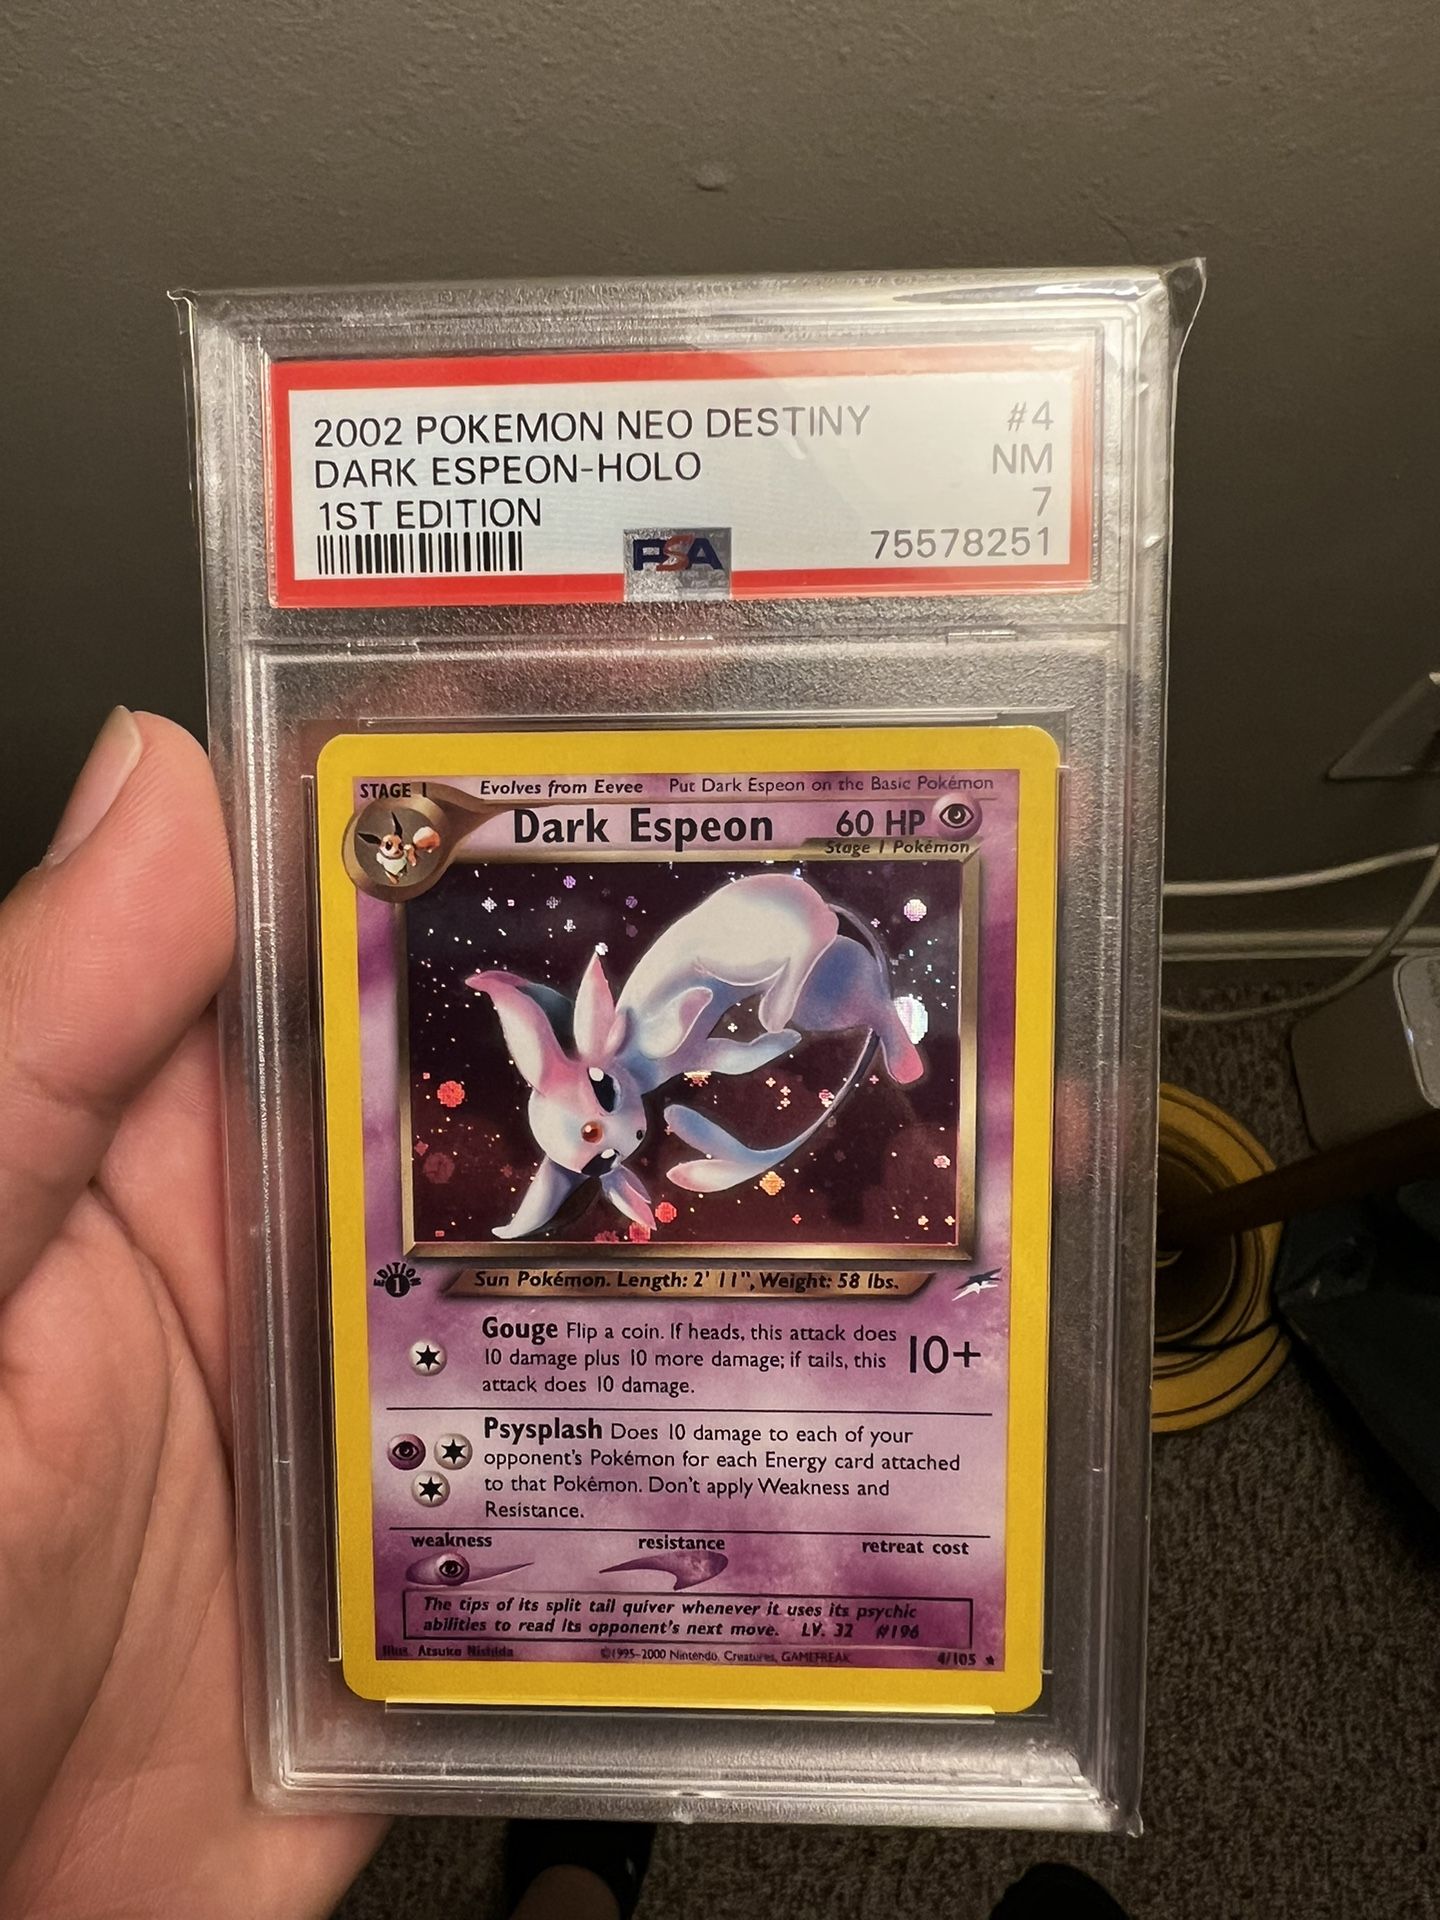 2002 POKEMON NEO DESTINY #4
DARK ESPEON-HOLO NM
1ST EDITION 7
PSA 75578251
STAGE 1 Evolves from Eevee Put Dark Espeon on the Basic Pokémon
Dark Espeon 60 HP
Stage 1 Pokémon
EDITION
1
Sun Pokémon. Length: 2' 11", Weight: 58 lbs.
Gouge Flip a coin. If heads, this attack does
10 damage plus 10 more damage; if tails, this 10+
attack does 10 damage.
Psysplash Does 10 damage to each of your
opponent's Pokémon for each Energy card attached
to that Pokémon. Don't apply Weakness and
Resistance.
weakness resistance retreat cost
The tips of its split tail quiver whenever it uses its psychic
abilities to read its opponent's next move. LV. 32 #196
Illus. Atsuko Nishida ©1995-2000 Nintendo, Creatures, GAMEFREAK. 4/105 ★